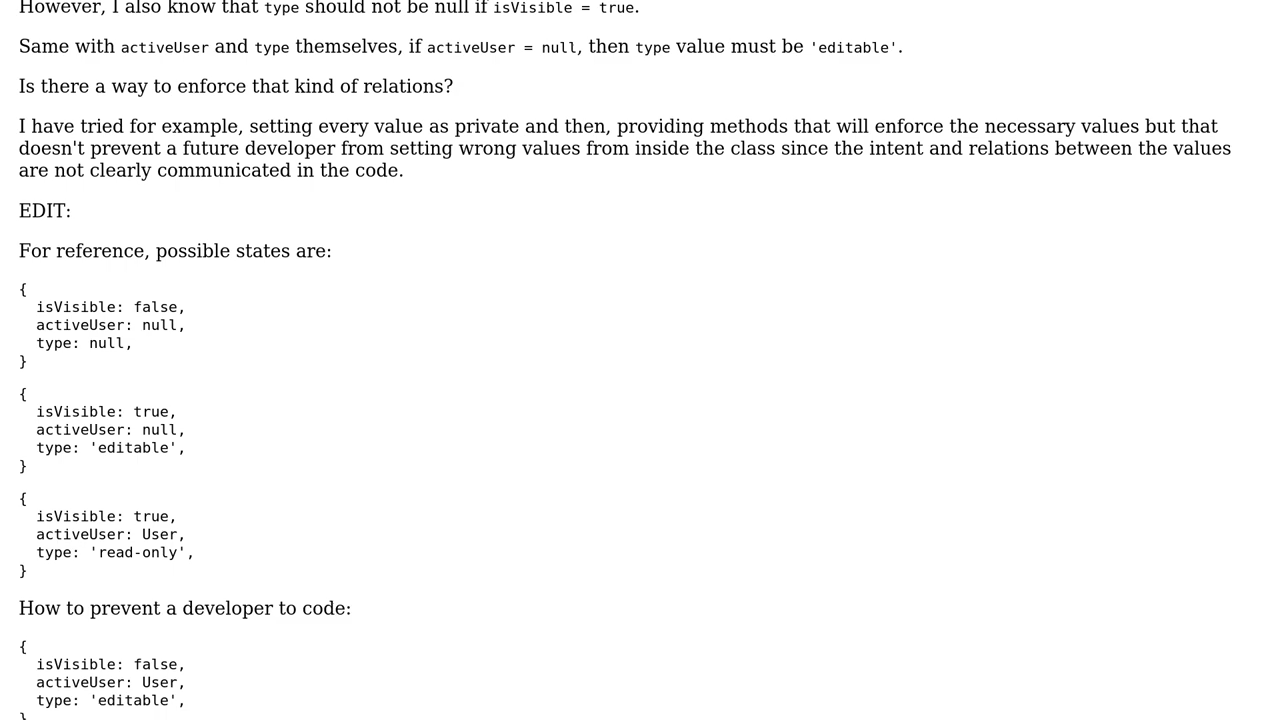 However, I also know that type should not be null if isVisible = true.
Same with activeUser and type themselves, if activeUser = null, then type value must be 'editable'.
Is there a way to enforce that kind of relations?
I have tried for example, setting every value as private and then, providing methods that will enforce the necessary values but that
doesn't prevent a future developer from setting wrong values from inside the class since the intent and relations between the values
are not clearly communicated in the code.
EDIT:
For reference, possible states are:
{
  isVisible: false,
  activeUser: null,
  type: null,
}
{
  isVisible: true,
  activeUser: null,
  type: 'editable',
}
{
  isVisible: true,
  activeUser: User,
  type: 'read-only',
}
How to prevent a developer to code:
{
  isVisible: false,
  activeUser: User,
  type: 'editable',
}